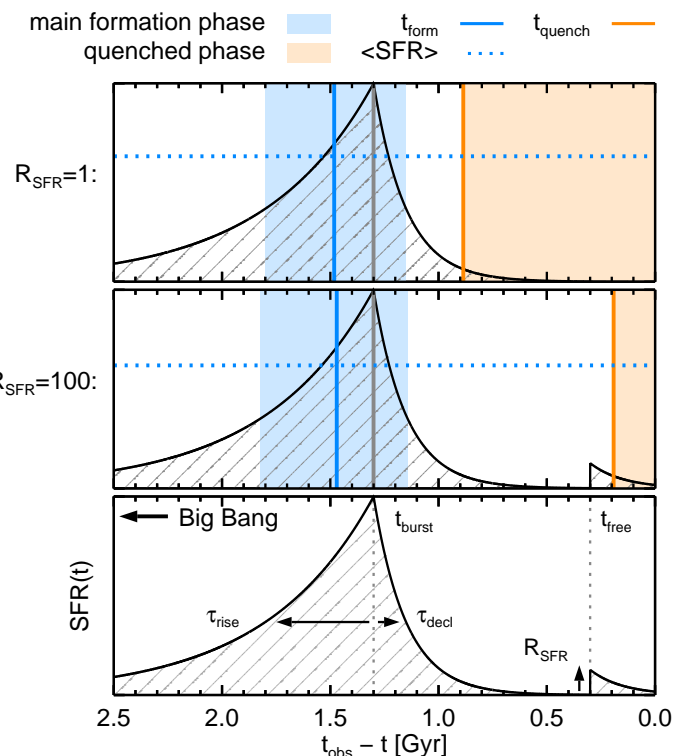 main formation phase t_form t_quench
quenched phase <SFR>
R_SFR=1:
R_SFR=100:
Big Bang t_burst t_free
τ_rise τ_decl
R_SFR
SFR(t)
2.5 2.0 1.5 1.0 0.5 0.0
t_obs − t [Gyr]